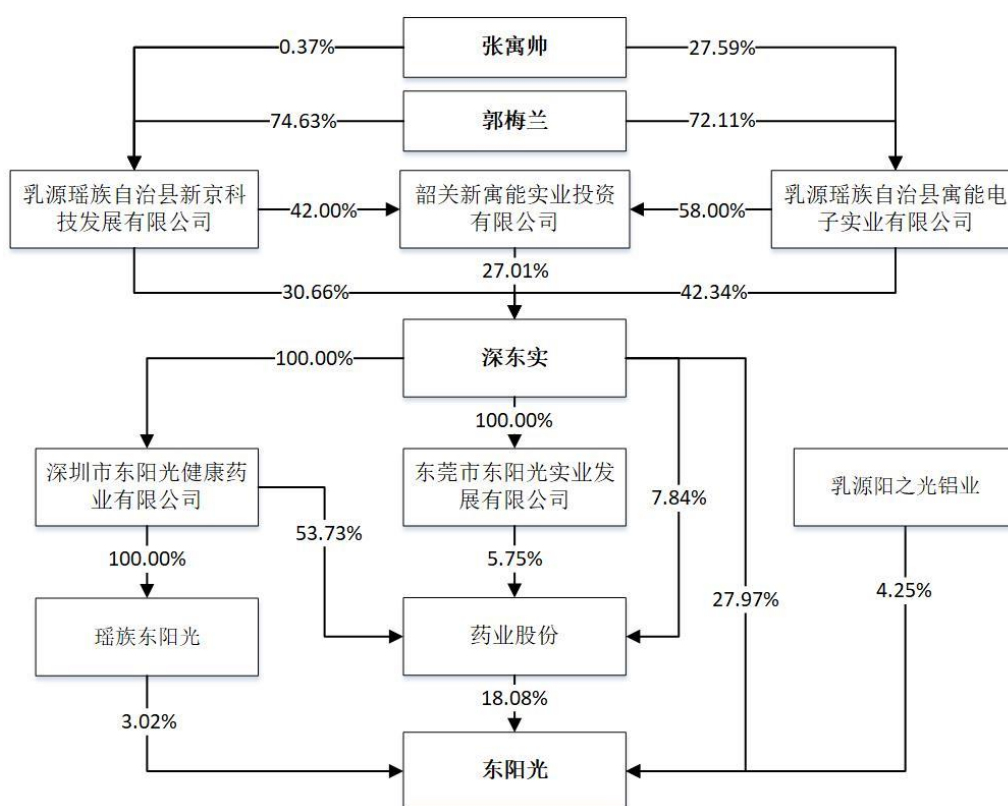 张寓帅
0.37%
27.59%
郭梅兰
74.63%
72.11%
乳源瑶族自治县新京科
技发展有限公司
42.00%
韶关新寓能实业投资
有限公司
58.00%
乳源瑶族自治县寓能电
子实业有限公司
27.01%
30.66%
42.34%
深东实
100.00%
100.00%
深圳市东阳光健康药
业有限公司
东莞市东阳光实业发
展有限公司
乳源阳之光铝业
7.84%
53.73%
100.00%
5.75%
27.97%
4.25%
瑶族东阳光
药业股份
18.08%
3.02%
东阳光